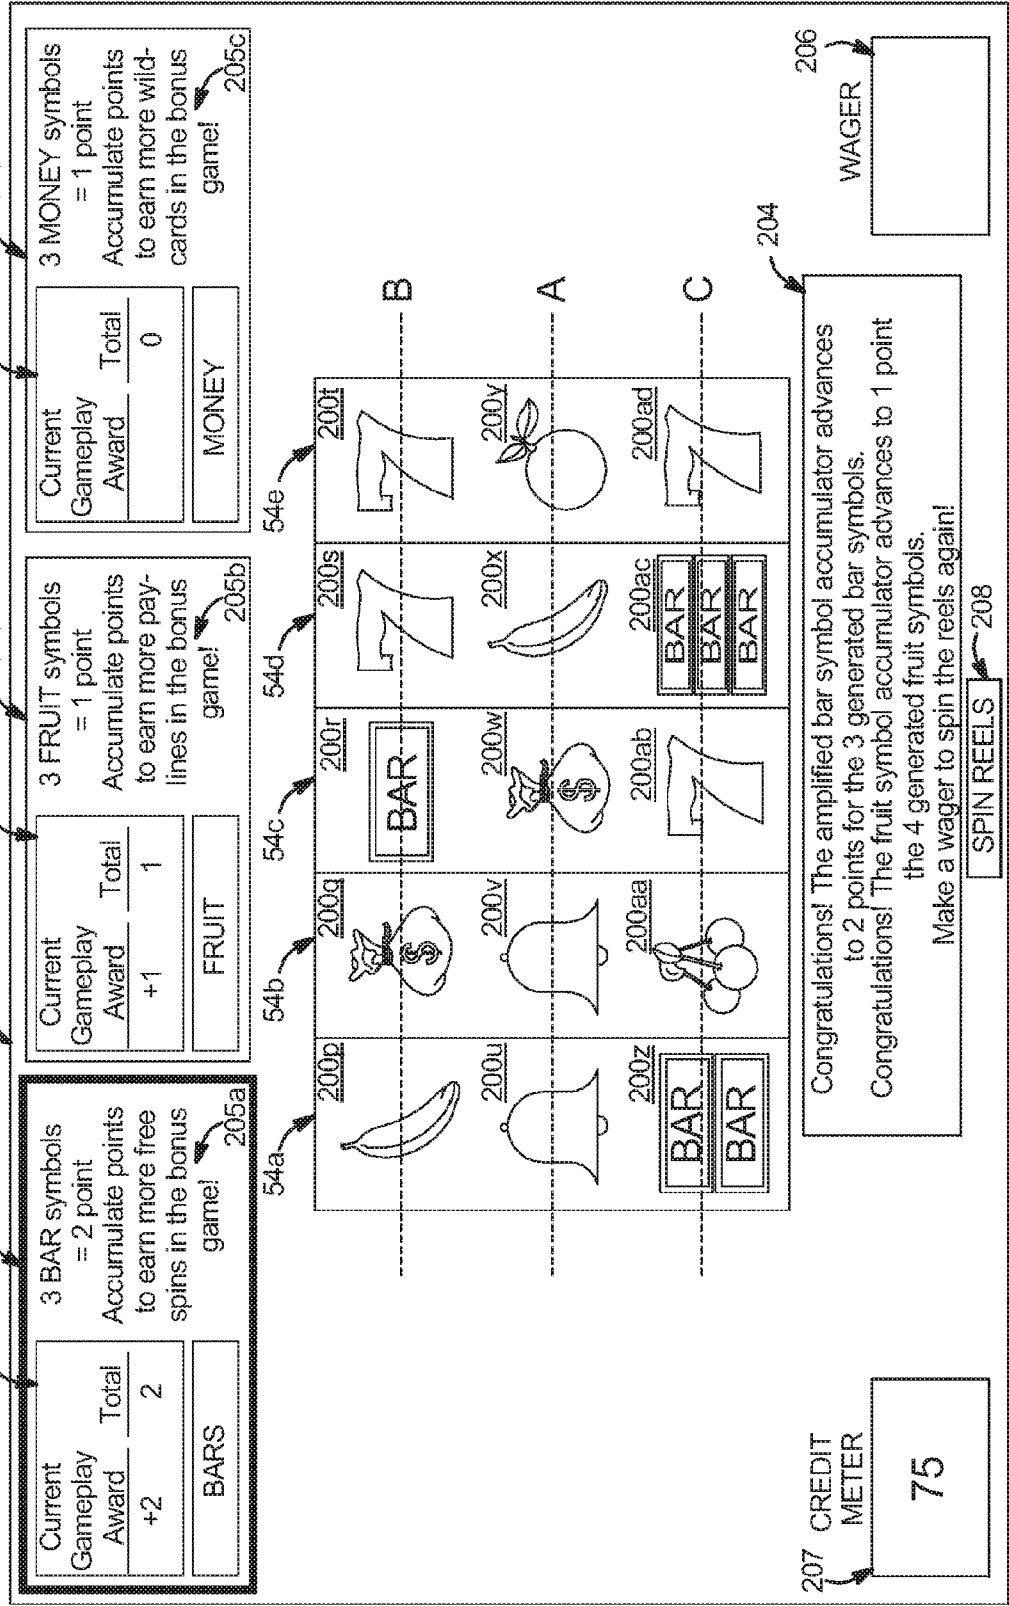 3 BAR symbols
= 2 point
Accumulate points
to earn more free
spins in the bonus
game!
205a
Current
Gameplay
Award Total
+2 2
BARS
3 FRUIT symbols
= 1 point
Accumulate points
to earn more pay-
lines in the bonus
game!
205b
Current
Gameplay
Award Total
+1 1
FRUIT
3 MONEY symbols
= 1 point
Accumulate points
to earn more wild-
cards in the bonus
game!
205c
Current
Gameplay
Award Total
0
MONEY
54a 54b 54c 54d 54e
200p 200q 200r 200s 200t
$ BAR 7 7
B
200u 200v 200w 200x 200y
$
A
200z 200aa 200ab 200ac 200ad
BAR 7 BAR 7
BAR BAR
BAR
C
204
Congratulations! The amplified bar symbol accumulator advances
to 2 points for the 3 generated bar symbols.
Congratulations! The fruit symbol accumulator advances to 1 point
the 4 generated fruit symbols.
Make a wager to spin the reels again!
SPIN REELS
208
207
CREDIT
METER
75
206
WAGER